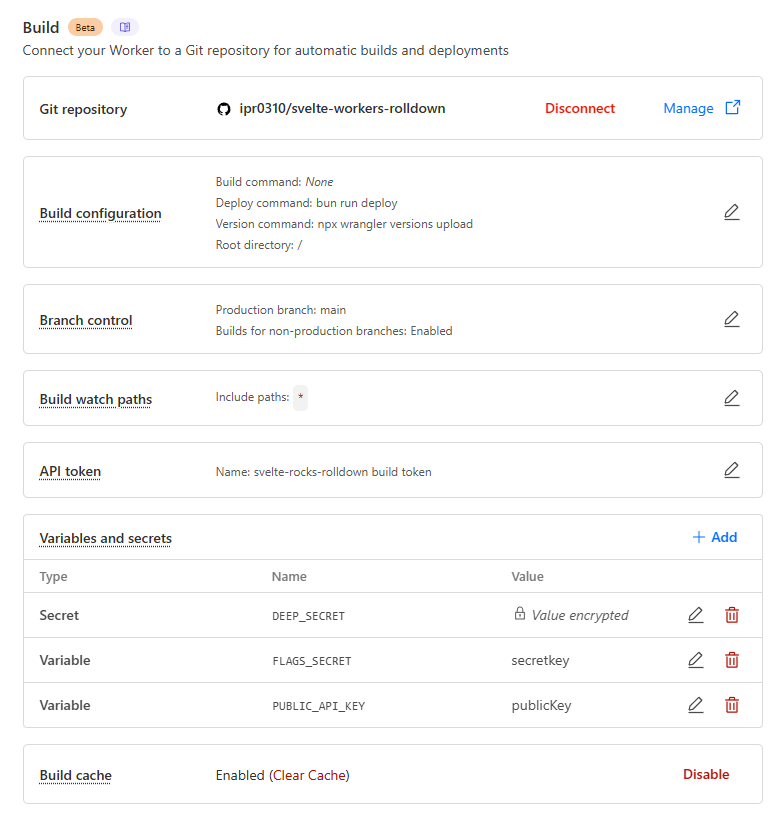 Build Beta
Connect your Worker to a Git repository for automatic builds and deployments
Git repository ipr0310/svelte-workers-rolldown Disconnect Manage
Build configuration
Build command: None
Deploy command: bun run deploy
Version command: npx wrangler versions upload
Root directory: /
Branch control
Production branch: main
Builds for non-production branches: Enabled
Build watch paths Include paths: *
API token Name: svelte-rocks-rolldown build token
Variables and secrets + Add
Type Name Value
Secret DEEP_SECRET Value encrypted
Variable FLAGS_SECRET secretkey
Variable PUBLIC_API_KEY publicKey
Build cache Enabled (Clear Cache) Disable